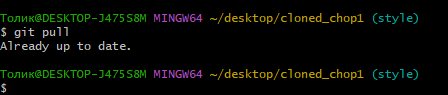 Толик@DESKTOP-J475S8M MINGW64 ~/desktop/cloned_chop1 (style)
$ git pull
Already up to date.
Толик@DESKTOP-J475S8M MINGW64 ~/desktop/cloned_chop1 (style)
$